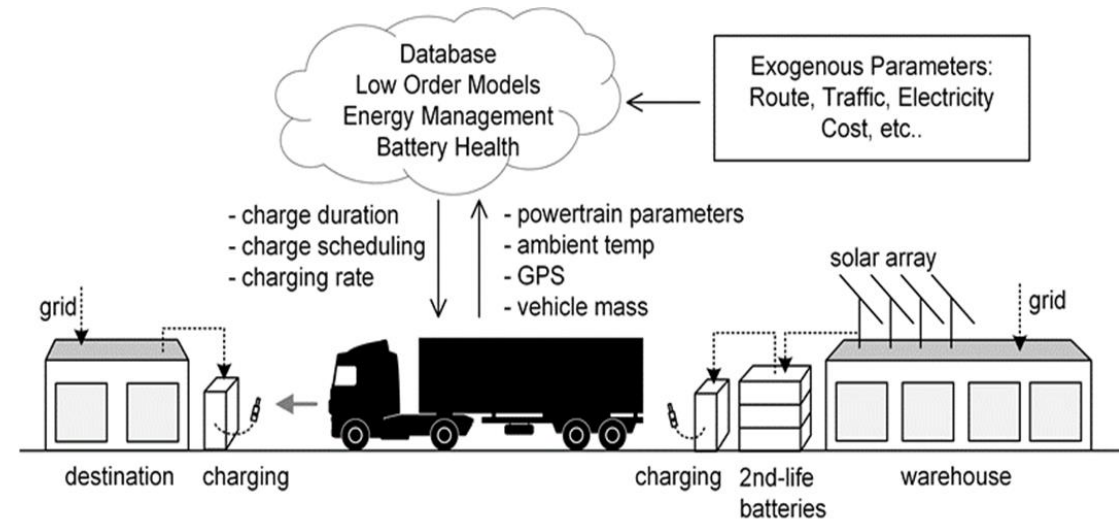 Database
Low Order Models
Energy Management
Battery Health
Exogenous Parameters:
Route, Traffic, Electricity
Cost, etc..
- charge duration
- charge scheduling
- charging rate
- powertrain parameters
- ambient temp
- GPS
- vehicle mass
solar array
grid
grid
destination
charging
charging
2nd-life
batteries
warehouse